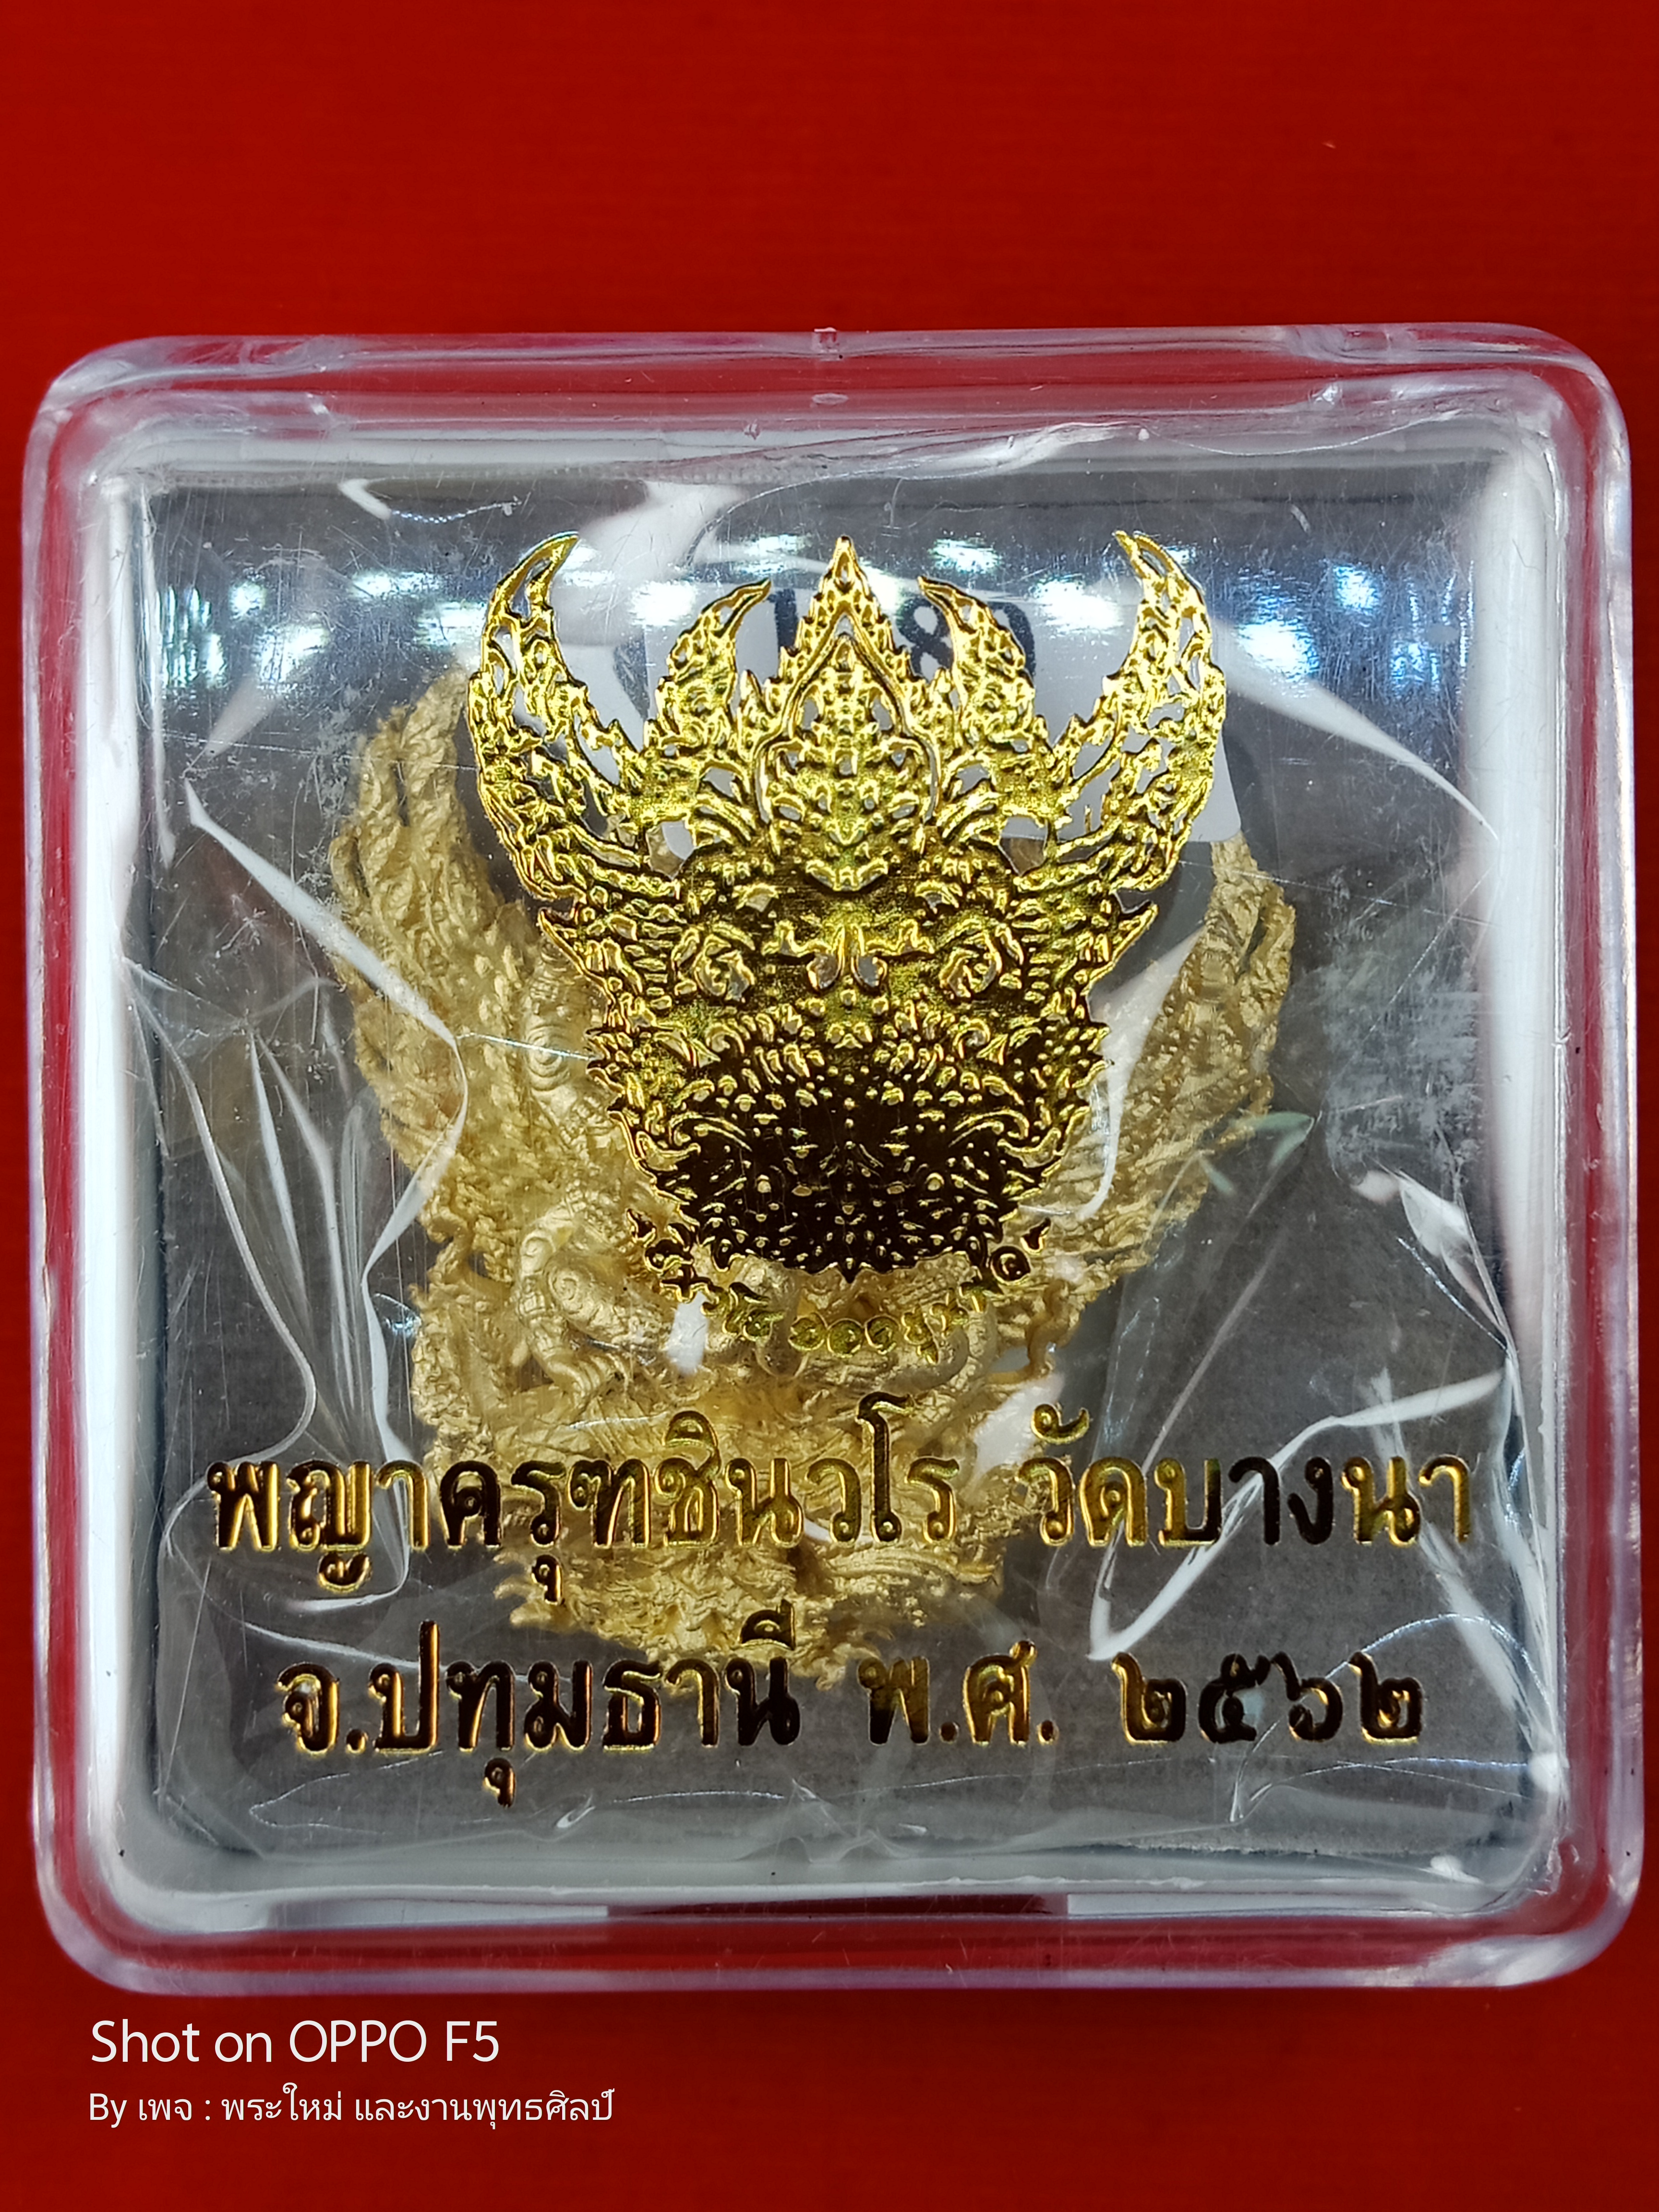 พญาครุฑชินวโร วัดบางนา
จ.ปทุมธานี พ.ศ. ๒๕๖๒
Shot on OPPO F5
By เพจ : พระใหม่ และงานพุทธศิลป์